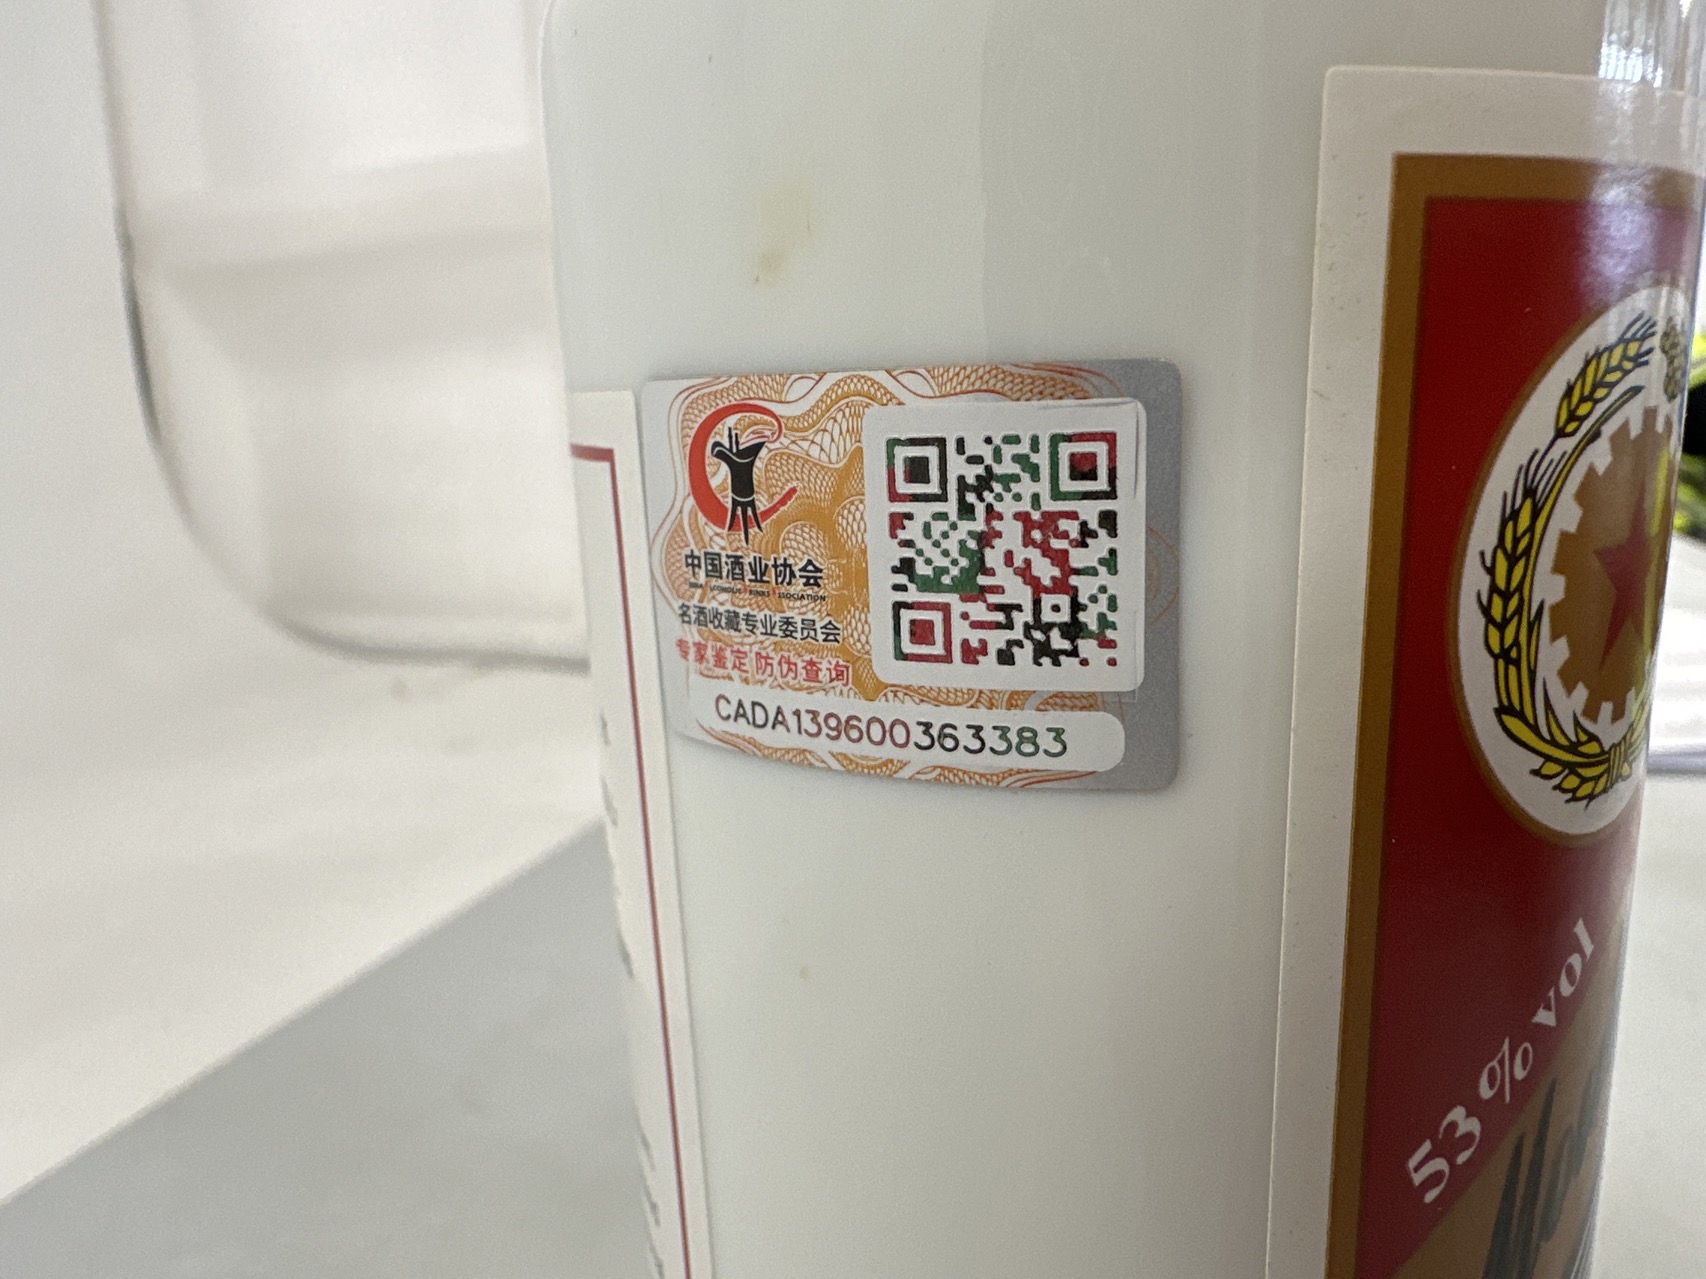 中国酒业协会
名酒收藏专业委员会
专家鉴定 防伪查询
CADA139600363383
53%vol